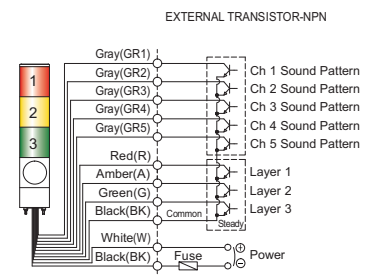 EXTERNAL TRANSISTOR-NPN
Gray(GR1)
Gray(GR2)
Gray(GR3)
Gray(GR4)
Gray(GR5)
Red(R)
Amber(A)
Green(G)
Black(BK)
White(W)
Black(BK)
1
2
3
Common
Steady
Fuse
Ch 1 Sound Pattern
Ch 2 Sound Pattern
Ch 3 Sound Pattern
Ch 4 Sound Pattern
Ch 5 Sound Pattern
Layer 1
Layer 2
Layer 3
Power